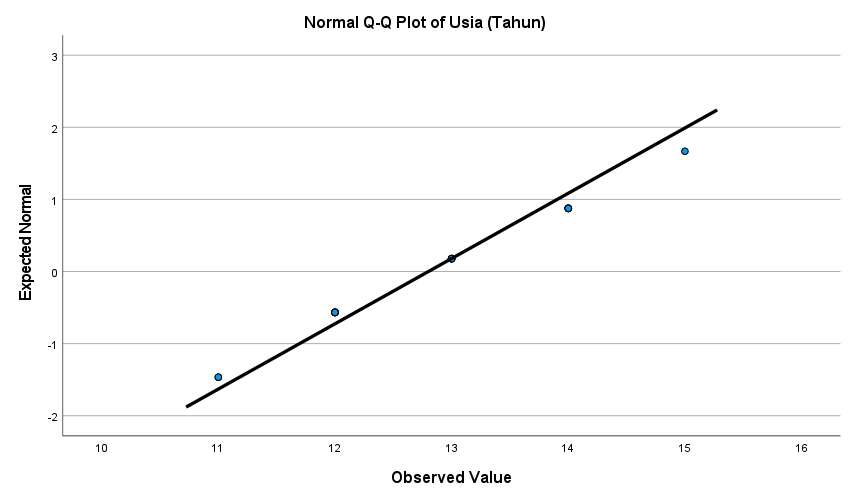 Normal Q-Q Plot of Usia (Tahun)
3
2
1
0
-1
-2
Expected Normal
10 11 12 13 14 15 16
Observed Value